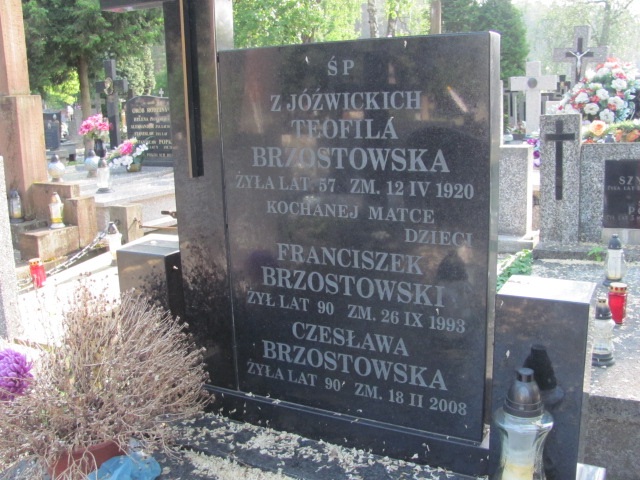 ŚP
Z JÓŹWICKICH
TEOFILA
BRZOSTOWSKA
ŻYŁA LAT 57 ZM. 12 IV 1920
KOCHANEJ MATCE
DZIECI
FRANCISZEK
BRZOSTOWSKI
ŻYŁ LAT 90 ZM. 26 IX 1993
CZESŁAWA
BRZOSTOWSKA
ŻYŁA LAT 90 ZM. 18 II 2008